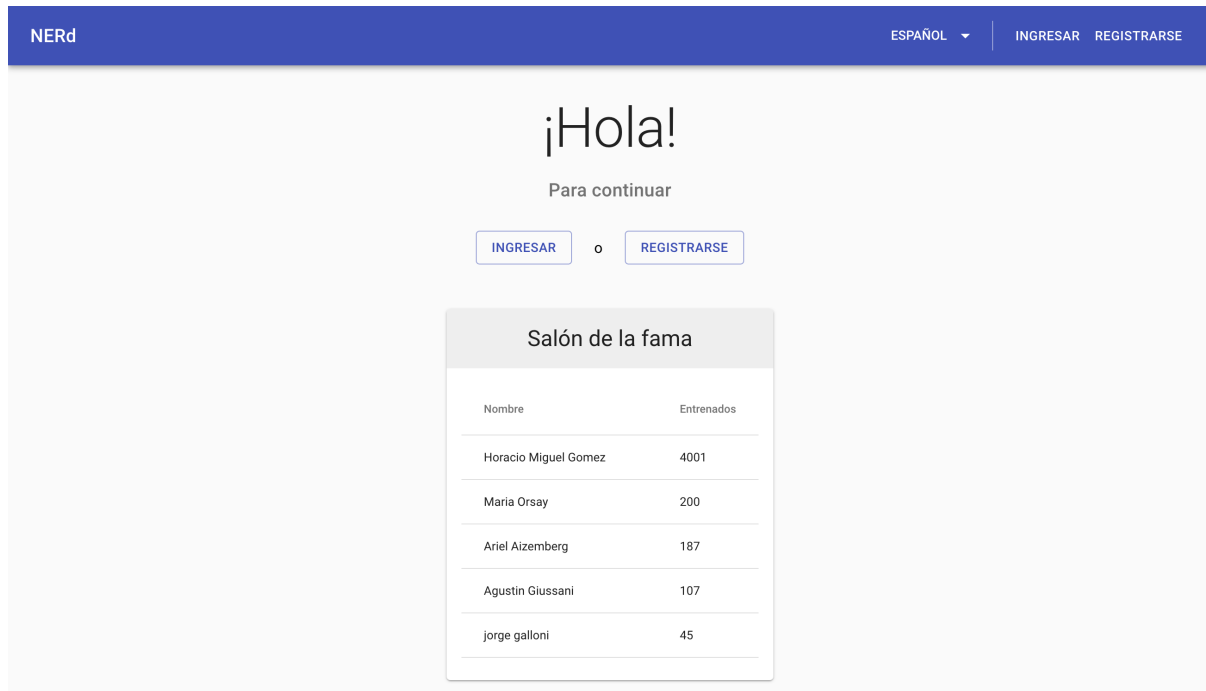 NERd ESPAÑOL INGRESAR REGISTRARSE
¡Hola!
Para continuar
INGRESAR o REGISTRARSE
Salón de la fama
Nombre Entrenados
Horacio Miguel Gomez 4001
Maria Orsay 200
Ariel Aizemberg 187
Agustin Giussani 107
jorge galloni 45